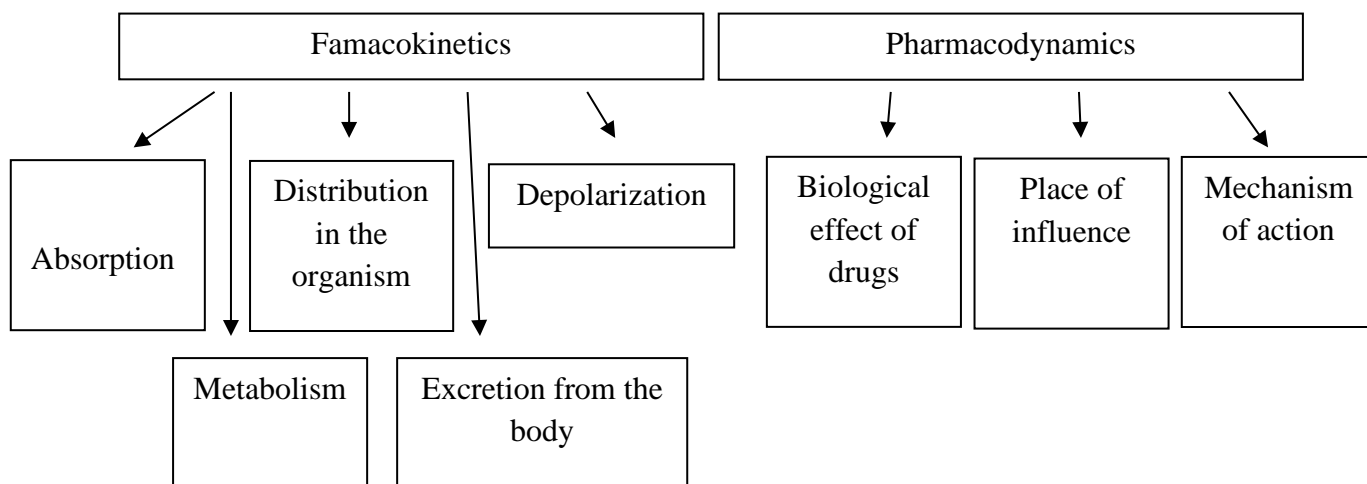 Famacokinetics
Pharmacodynamics
Absorption
Distribution
in the
organism
Depolarization
Biological
effect of
drugs
Place of
influence
Mechanism
of action
Metabolism
Excretion from the
body